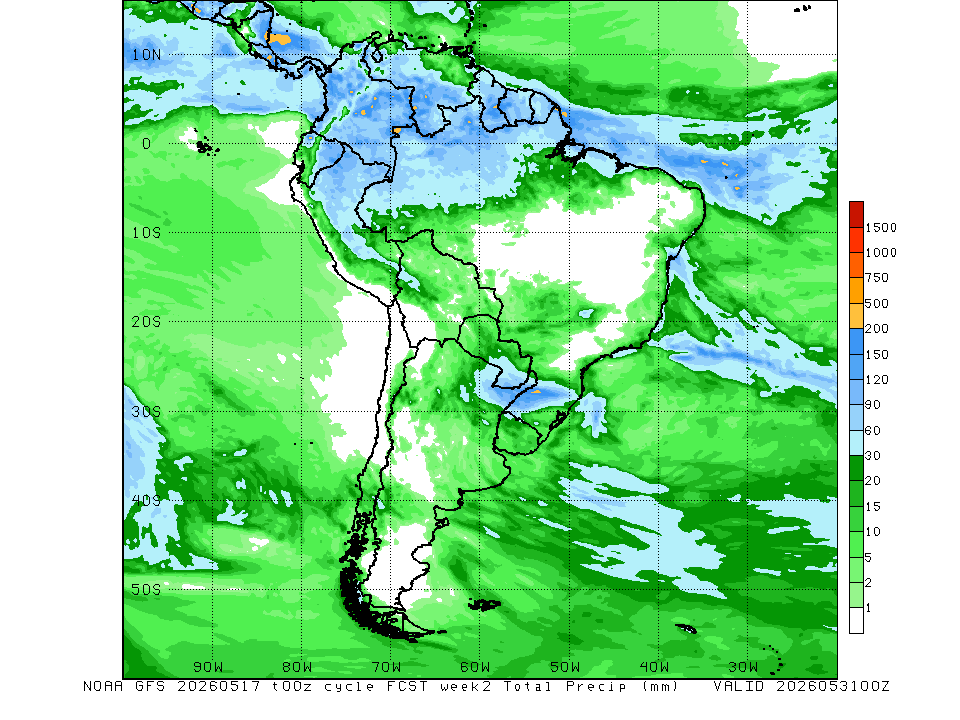 10N
0
10S
20S
30S
40S
50S
90W 80W 70W 60W 50W 40W 30W
1500
1000
750
500
200
150
120
90
60
30
20
15
10
5
2
1
NOAA GFS 20260517 t00z cycle FCST week2 Total Precip (mm) VALID 2026053100Z